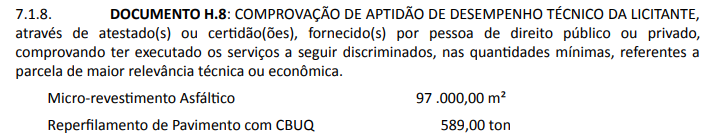 7.1.8. DOCUMENTO H.8: COMPROVAÇÃO DE APTIDÃO DE DESEMPENHO TÉCNICO DA LICITANTE,
através de atestado(s) ou certidão(ões), fornecido(s) por pessoa de direito público ou privado,
comprovando ter executado os serviços a seguir discriminados, nas quantidades mínimas, referentes a
parcela de maior relevância técnica ou econômica.
Micro-revestimento Asfáltico 97 .000,00 m²
Reperfilamento de Pavimento com CBUQ 589,00 ton